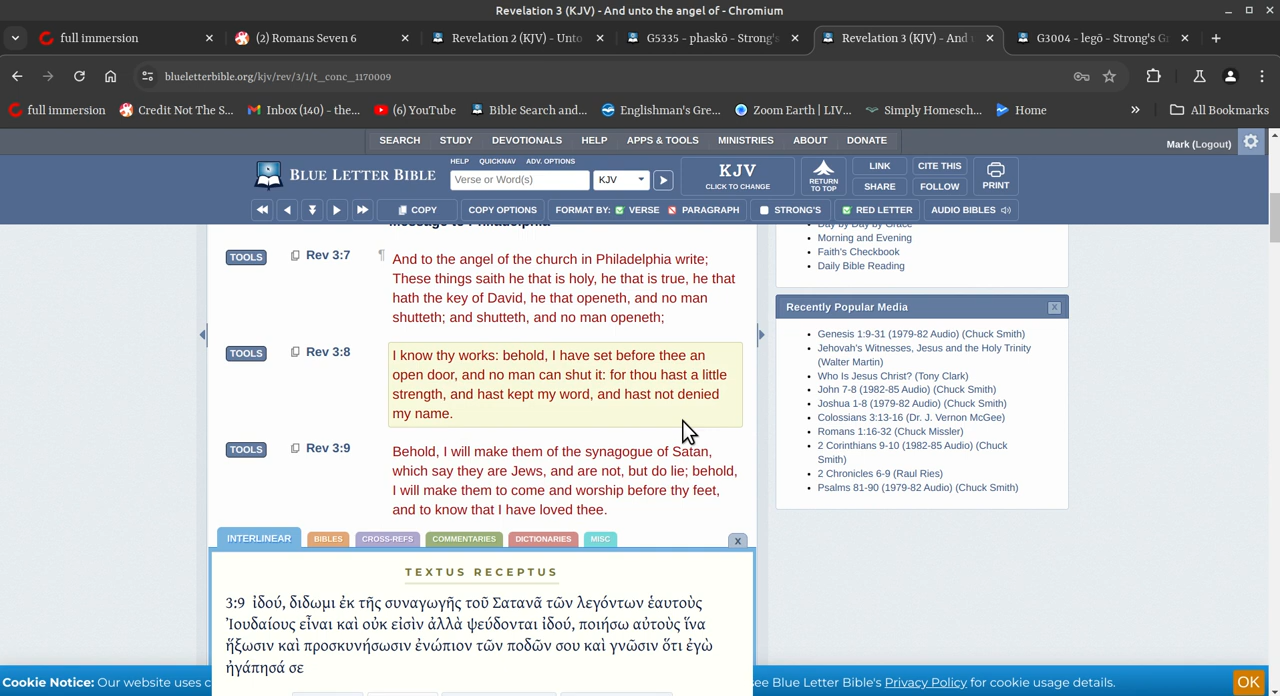 Revelation 3 (KJV) - And unto the angel of - Chromium
full immersion
(2) Romans Seven 6
Revelation 2 (KJV) - Unto
G5335 - phaskō - Strong's
Revelation 3 (KJV) - And
G3004 - legō - Strong's G
blueletterbible.org/kjv/rev/3/1/t_conc_1170009
full immersion
Credit Not The S...
Inbox (140) - the...
(6) YouTube
Bible Search and...
Englishman's Gre...
Zoom Earth | LIV...
Simply Homesch...
Home
All Bookmarks
SEARCH STUDY DEVOTIONALS HELP APPS & TOOLS MINISTRIES ABOUT DONATE
Mark (Logout)
HELP QUICKNAV ADV. OPTIONS
BLUE LETTER BIBLE
Verse or Word(s)
KJV
KJV
CLICK TO CHANGE
RETURN
TO TOP
LINK
CITE THIS
SHARE
FOLLOW
PRINT
COPY
COPY OPTIONS
FORMAT BY: VERSE PARAGRAPH
STRONG'S
RED LETTER
AUDIO BIBLES
Message to Philadelphia
TOOLS
Rev 3:7
¶
And to the angel of the church in Philadelphia write;
These things saith he that is holy, he that is true, he that
hath the key of David, he that openeth, and no man
shutteth; and shutteth, and no man openeth;
TOOLS
Rev 3:8
I know thy works: behold, I have set before thee an
open door, and no man can shut it: for thou hast a little
strength, and hast kept my word, and hast not denied
my name.
TOOLS
Rev 3:9
Behold, I will make them of the synagogue of Satan,
which say they are Jews, and are not, but do lie; behold,
I will make them to come and worship before thy feet,
and to know that I have loved thee.
INTERLINEAR
BIBLES
CROSS-REFS
COMMENTARIES
DICTIONARIES
MISC
X
TEXTUS RECEPTUS
3:9 ἰδού, διδωμι ἐκ τῆς συναγωγῆς τοῦ Σατανᾶ τῶν λεγόντων ἑαυτοὺς
Ἰουδαίους εἶναι καὶ οὐκ εἰσὶν ἀλλὰ ψεύδονται ἰδού, ποιήσω αὐτοὺς ἵνα
ἥξωσιν καὶ προσκυνήσωσιν ἐνώπιον τῶν ποδῶν σου καὶ γνῶσιν ὅτι ἐγὼ
ἠγάπησά σε
Day by Day by Grace
Morning and Evening
Faith's Checkbook
Daily Bible Reading
Recently Popular Media
X
Genesis 1:9-31 (1979-82 Audio) (Chuck Smith)
Jehovah's Witnesses, Jesus and the Holy Trinity
(Walter Martin)
Who Is Jesus Christ? (Tony Clark)
John 7-8 (1982-85 Audio) (Chuck Smith)
Joshua 1-8 (1979-82 Audio) (Chuck Smith)
Colossians 3:13-16 (Dr. J. Vernon McGee)
Romans 1:16-32 (Chuck Missler)
2 Corinthians 9-10 (1982-85 Audio) (Chuck
Smith)
2 Chronicles 6-9 (Raul Ries)
Psalms 81-90 (1979-82 Audio) (Chuck Smith)
Cookie Notice: Our website uses c
ee Blue Letter Bible's Privacy Policy for cookie usage details.
OK